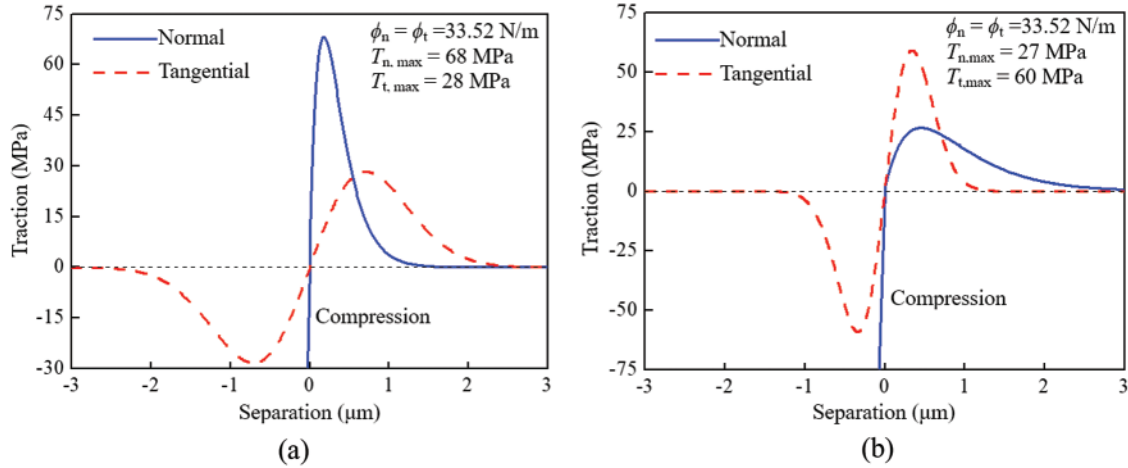 75
60
45
30
15
0
-15
-30
Traction (MPa)
Normal
Tangential
ϕn = ϕt =33.52 N/m
Tn, max = 68 MPa
Tt, max = 28 MPa
Compression
-3 -2 -1 0 1 2 3
Separation (μm)
(a)
75
50
25
0
-25
-50
-75
Traction (MPa)
Normal
Tangential
ϕn = ϕt =33.52 N/m
Tn.max = 27 MPa
Tt,max = 60 MPa
Compression
-3 -2 -1 0 1 2 3
Separation (μm)
(b)